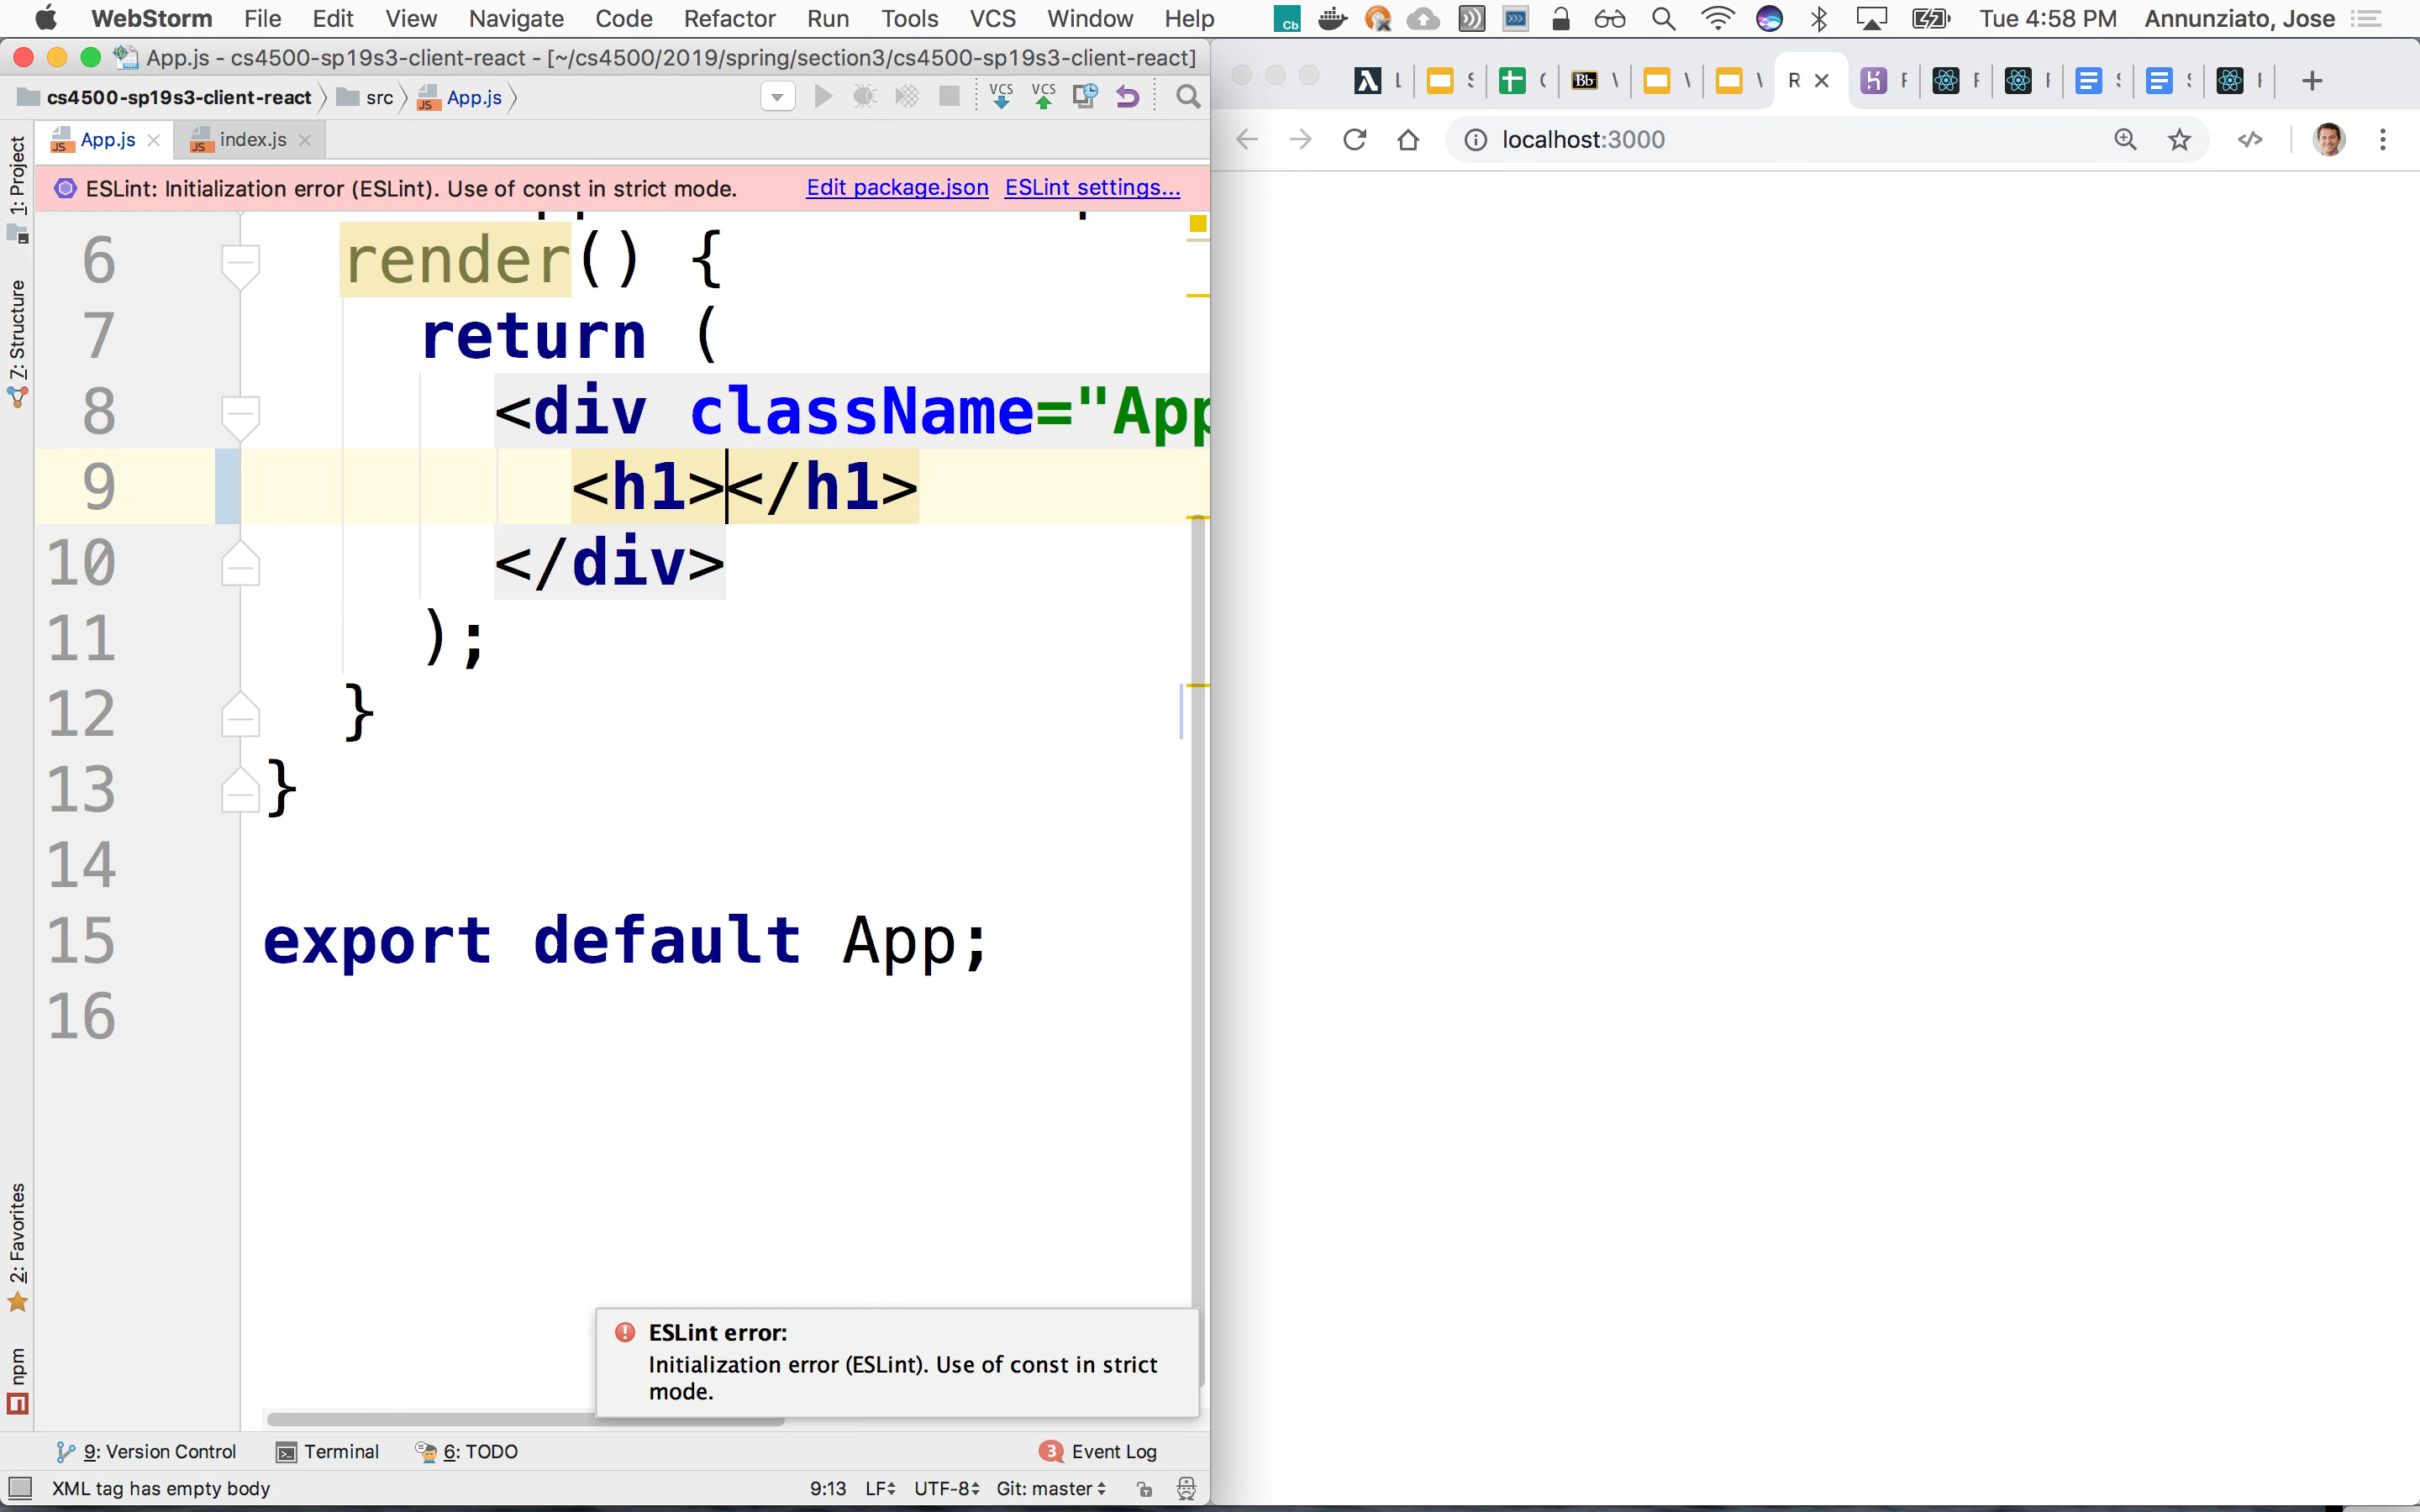 WebStorm File Edit View Navigate Code Refactor Run Tools VCS Window Help Cb Tue 4:58 PM Annunziato, Jose
App.js - cs4500-sp19s3-client-react - [~/cs4500/2019/spring/section3/cs4500-sp19s3-client-react]
cs4500-sp19s3-client-react src App.js VCS VCS
App.js index.js
ESLint: Initialization error (ESLint). Use of const in strict mode. Edit package.json ESLint settings...
1: Project
7: Structure
2: Favorites
npm
6 render() {
7 return (
8 <div className="App
9 <h1></h1>
10 </div>
11 );
12 }
13 }
14
15 export default App;
16
ESLint error:
Initialization error (ESLint). Use of const in strict
mode.
9: Version Control Terminal 6: TODO 3 Event Log
XML tag has empty body 9:13 LF UTF-8 Git: master
Bb R
localhost:3000